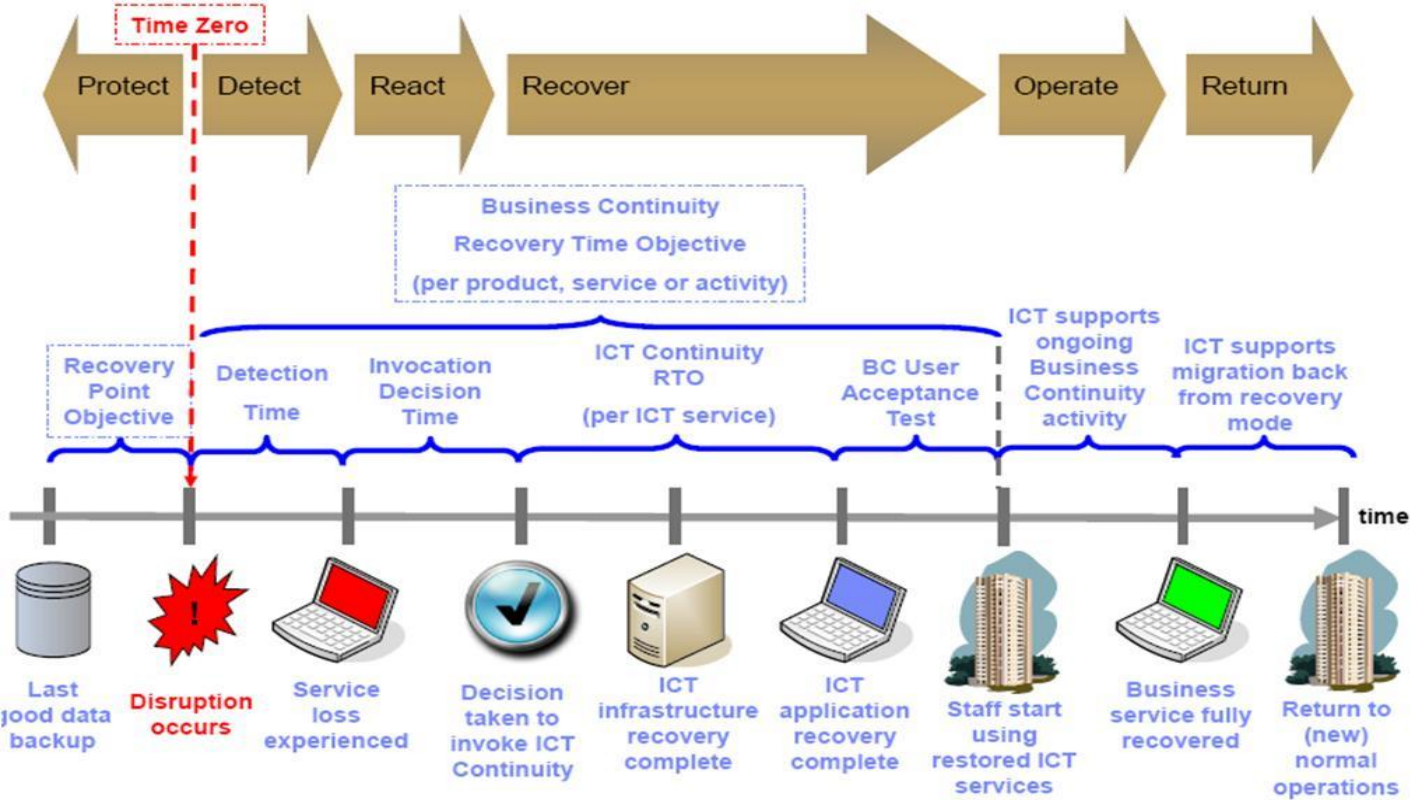 Time Zero
Protect
Detect
React
Recover
Operate
Return
Business Continuity
Recovery Time Objective
(per product, service or activity)
Recovery
Point
Objective
Detection
Time
Invocation
Decision
Time
ICT Continuity
RTO
(per ICT service)
BC User
Acceptance
Test
ICT supports
ongoing
Business
Continuity
activity
ICT supports
migration back
from recovery
mode
time
!
Last
good data
backup
Disruption
occurs
Service
loss
experienced
Decision
taken to
invoke ICT
Continuity
ICT
infrastructure
recovery
complete
ICT
application
recovery
complete
Staff start
using
restored ICT
services
Business
service fully
recovered
Return to
(new)
normal
operations